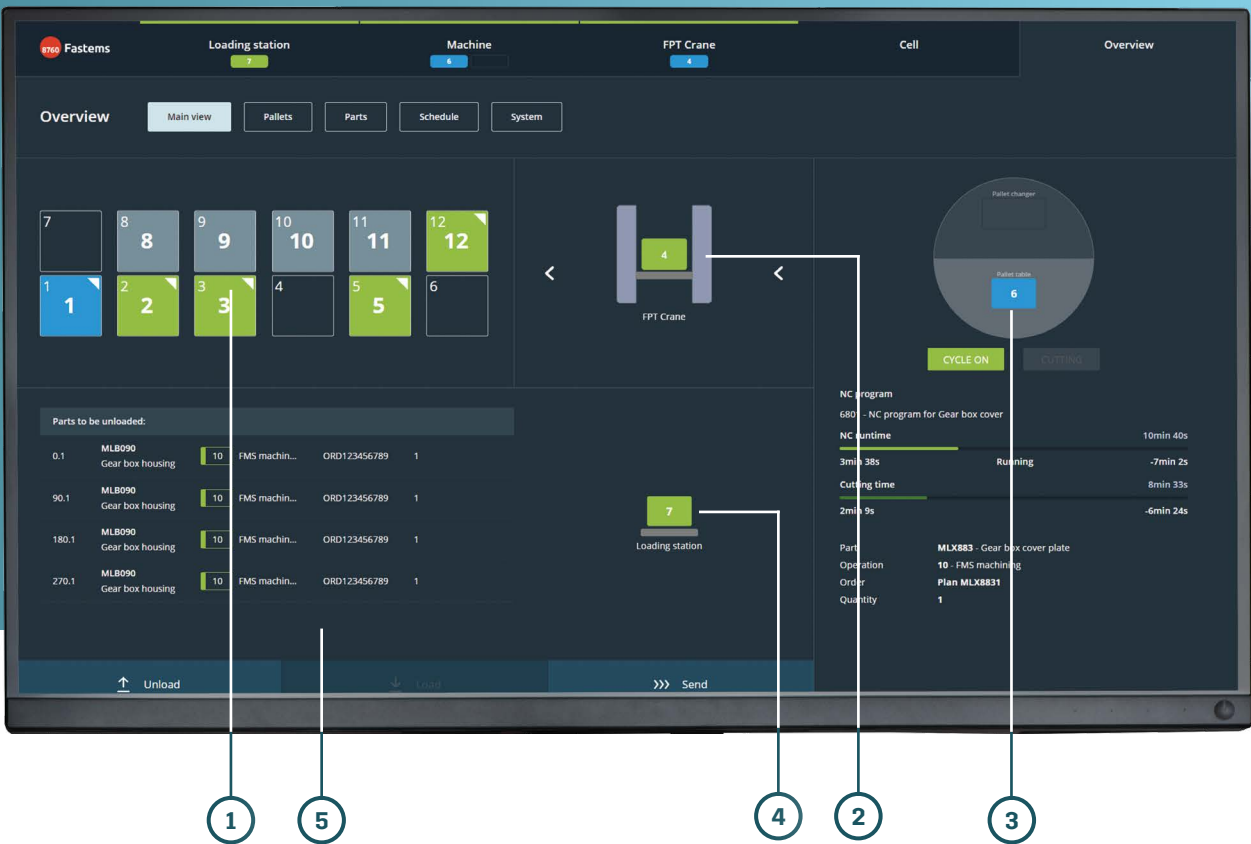 8760 Fastems
Loading station
7
Machine
6
FPT Crane
4
Cell
Overview
Overview
Main view
Pallets
Parts
Schedule
System
7
8
8
9
9
10
10
11
11
12
12
1
1
2
2
3
3
4
5
5
6
4
FPT Crane
Pallet changer
Pallet table
6
CYCLE ON
CUTTING
Parts to be unloaded:
0.1 MLB090 Gear box housing 10 FMS machin... ORD123456789 1
90.1 MLB090 Gear box housing 10 FMS machin... ORD123456789 1
180.1 MLB090 Gear box housing 10 FMS machin... ORD123456789 1
270.1 MLB090 Gear box housing 10 FMS machin... ORD123456789 1
7
Loading station
NC program
6801 - NC program for Gear box cover
NC runtime 10min 40s
3min 38s Running -7min 2s
Cutting time 8min 33s
2min 9s -6min 24s
Part MLX883 - Gear box cover plate
Operation 10 - FMS machining
Order Plan MLX8831
Quantity 1
Unload
Load
Send
1
5
4
2
3